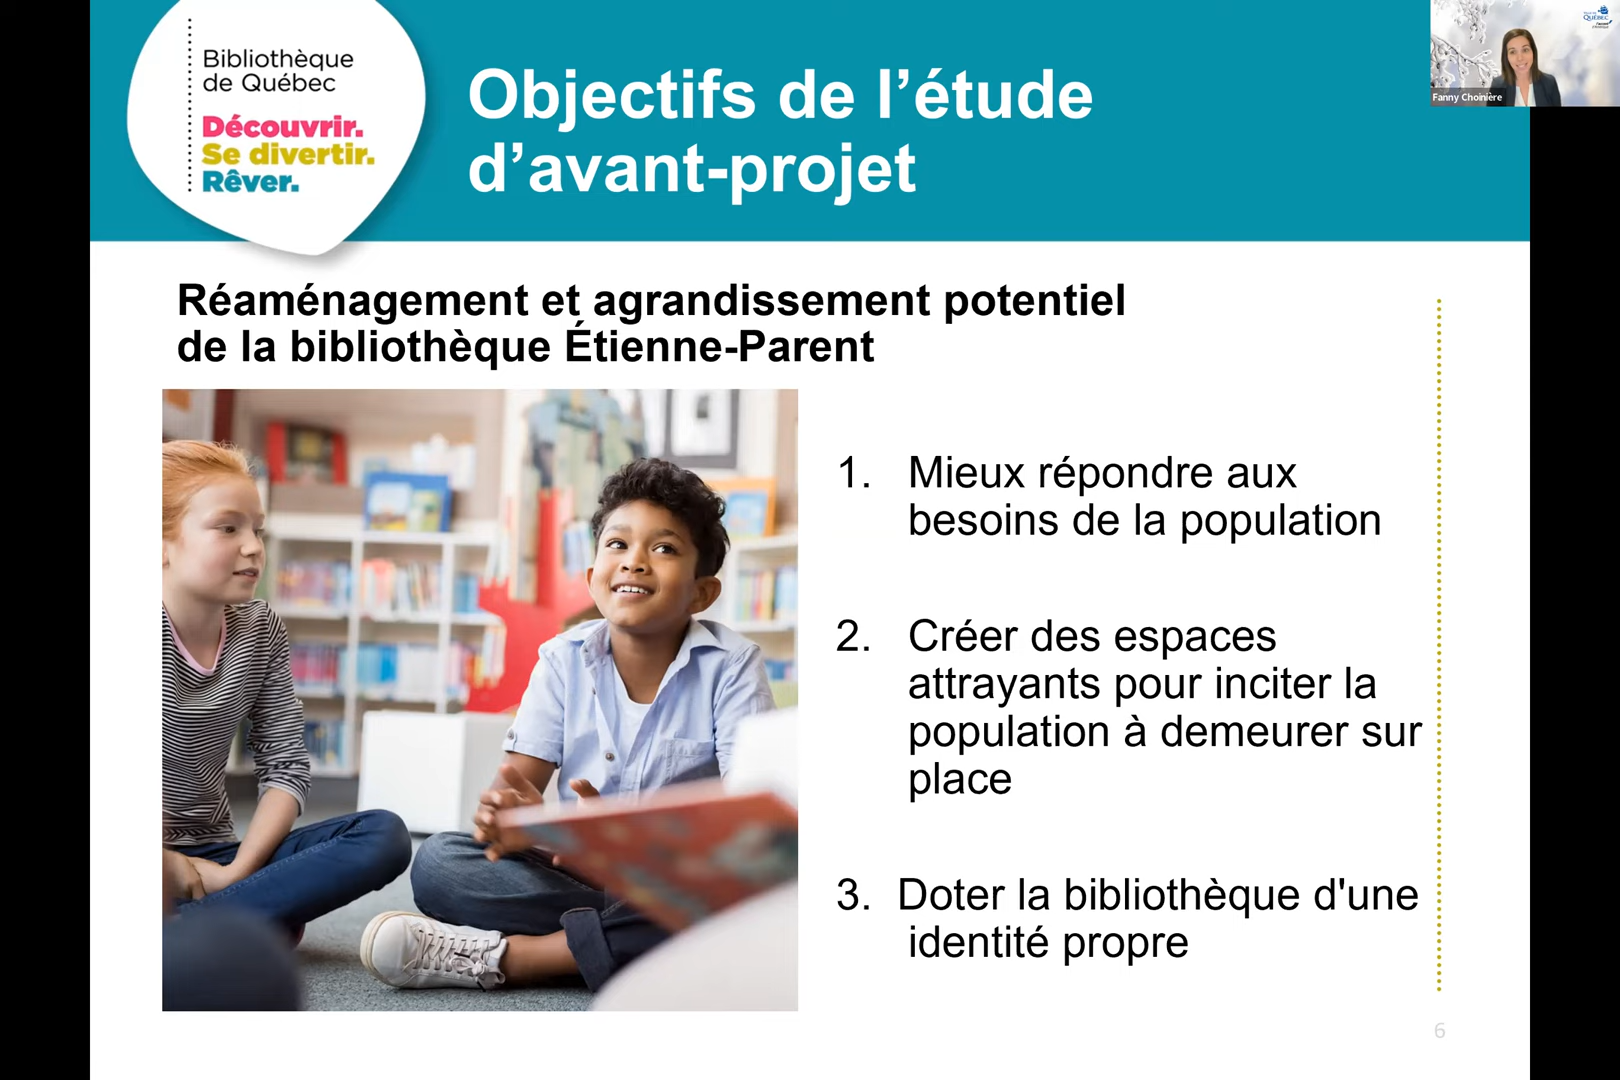 Bibliothèque
de Québec
Découvrir.
Se divertir.
Rêver.
Objectifs de l’étude
d’avant-projet
QUÉBEC
Fanny Choinière
Réaménagement et agrandissement potentiel
de la bibliothèque Étienne-Parent
1. Mieux répondre aux
besoins de la population
2. Créer des espaces
attrayants pour inciter la
population à demeurer sur
place
3. Doter la bibliothèque d'une
identité propre
6